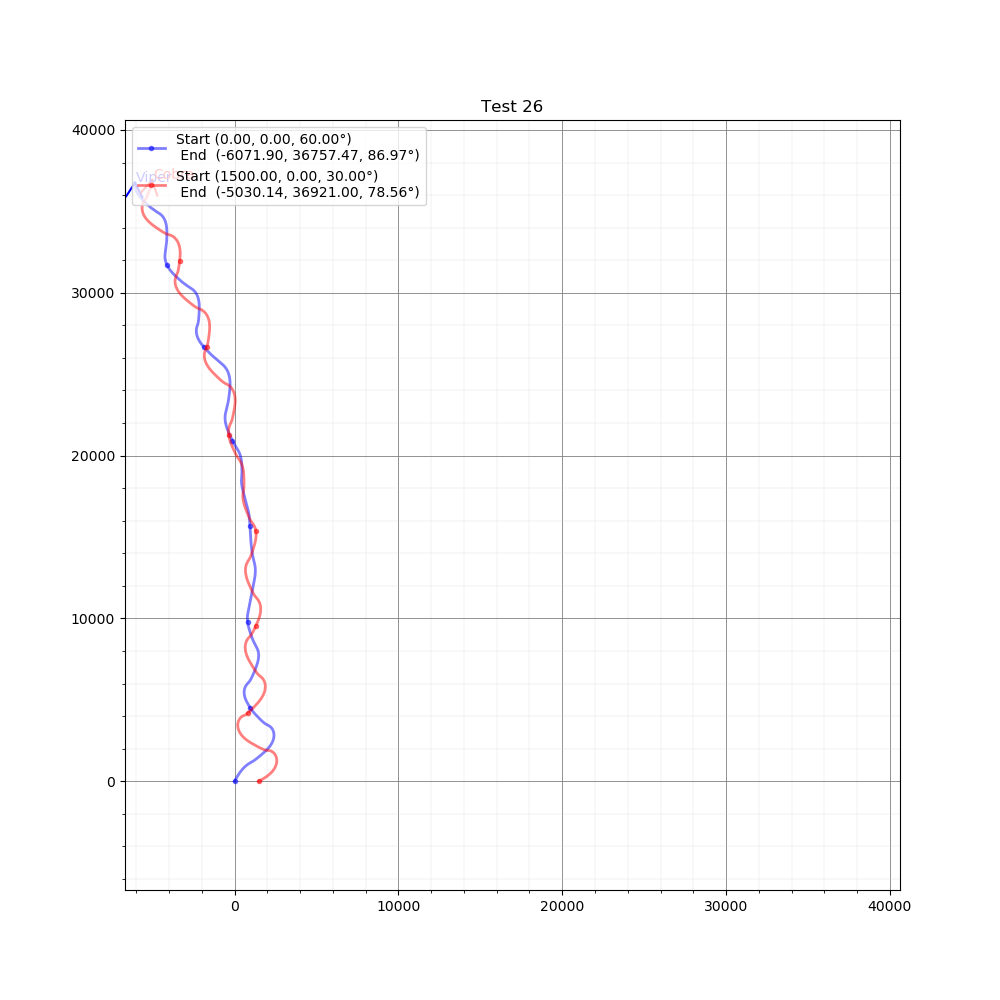 Test 26
40000
Start (0.00, 0.00, 60.00°)
End (-6071.90, 36757.47, 86.97°)
Viper
Start (1500.00, 0.00, 30.00°)
End (-5030.14, 36921.00, 78.56°)
30000
20000
10000
0
0 10000 20000 30000 40000